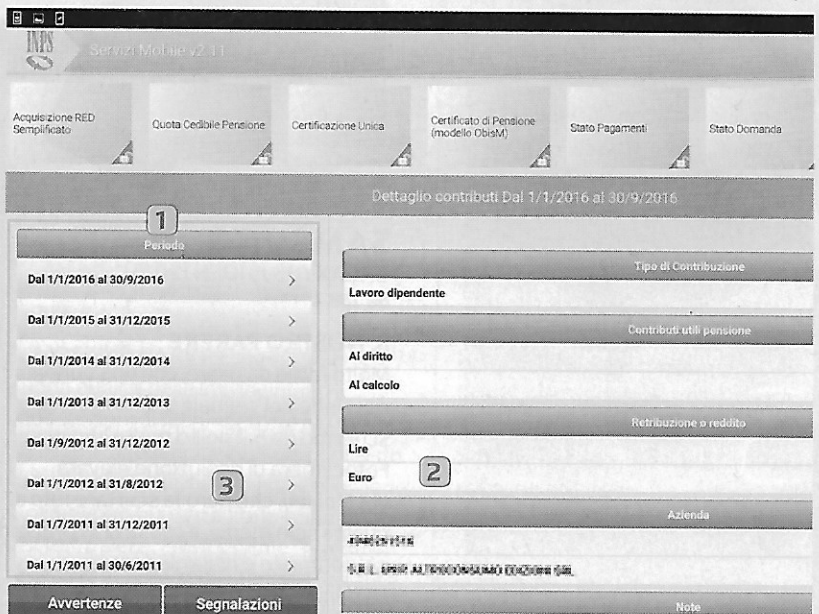 INPS
Servizi Mobile v2.11
Acquisizione RED
Semplificato
Quota Cedibile Pensione
Certificazione Unica
Certificato di Pensione
(modello ObisM)
Stato Pagamenti
Stato Domanda
Dettaglio contributi Dal 1/1/2016 al 30/9/2016
1
Periodo
Dal 1/1/2016 al 30/9/2016
Dal 1/1/2015 al 31/12/2015
Dal 1/1/2014 al 31/12/2014
Dal 1/1/2013 al 31/12/2013
Dal 1/9/2012 al 31/12/2012
Dal 1/1/2012 al 31/8/2012
3
Dal 1/7/2011 al 31/12/2011
Dal 1/1/2011 al 30/6/2011
Avvertenze
Segnalazioni
Tipo di Contribuzione
Lavoro dipendente
Contributi utili pensione
Al diritto
Al calcolo
Retribuzione o reddito
Lire
Euro
2
Azienda
ALTROCONSUMO EDIZIONI SRL
Note